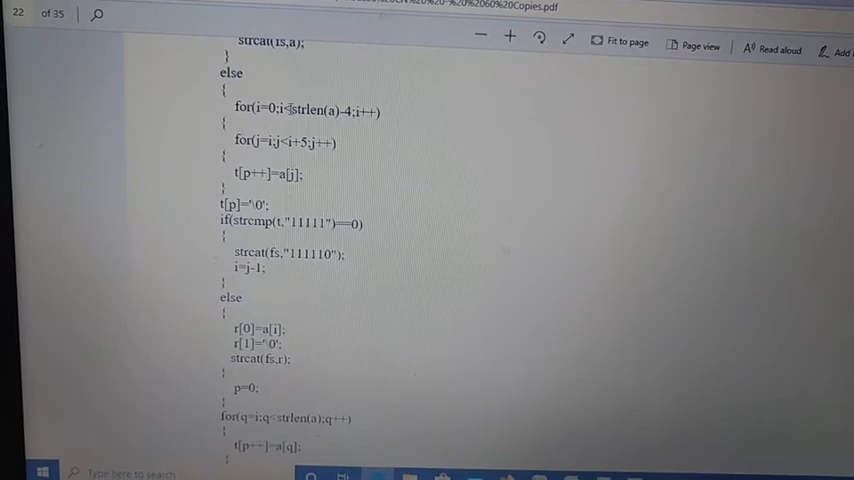 %20%2060%20Copies.pdf
22 of 35 Fit to page Page view Read aloud Add
strcat(fs,a);
}
else
{
for(i=0;i<strlen(a)-4;i++)
{
for(j=i;j<i+5;j++)
{
t[p++]=a[j];
}
t[p]='\0';
if(strcmp(t,"11111")==0)
{
strcat(fs,"111110");
i=j-1;
}
else
{
r[0]=a[i];
r[1]='\0';
strcat(fs,r);
}
p=0;
}
for(q=i;q<strlen(a);q++)
{
t[p++]=a[q];
}
Type here to search